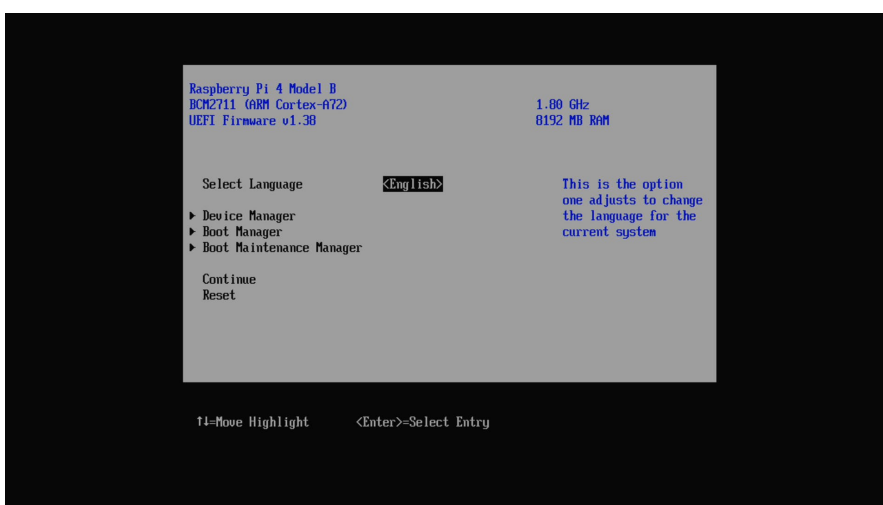 Raspberry Pi 4 Model B
BCM2711 (ARM Cortex-A72) 1.80 GHz
UEFI Firmware v1.38 8192 MB RAM
Select Language <English> This is the option
one adjusts to change
▶ Device Manager the language for the
▶ Boot Manager current system
▶ Boot Maintenance Manager
Continue
Reset
↑↓=Move Highlight <Enter>=Select Entry